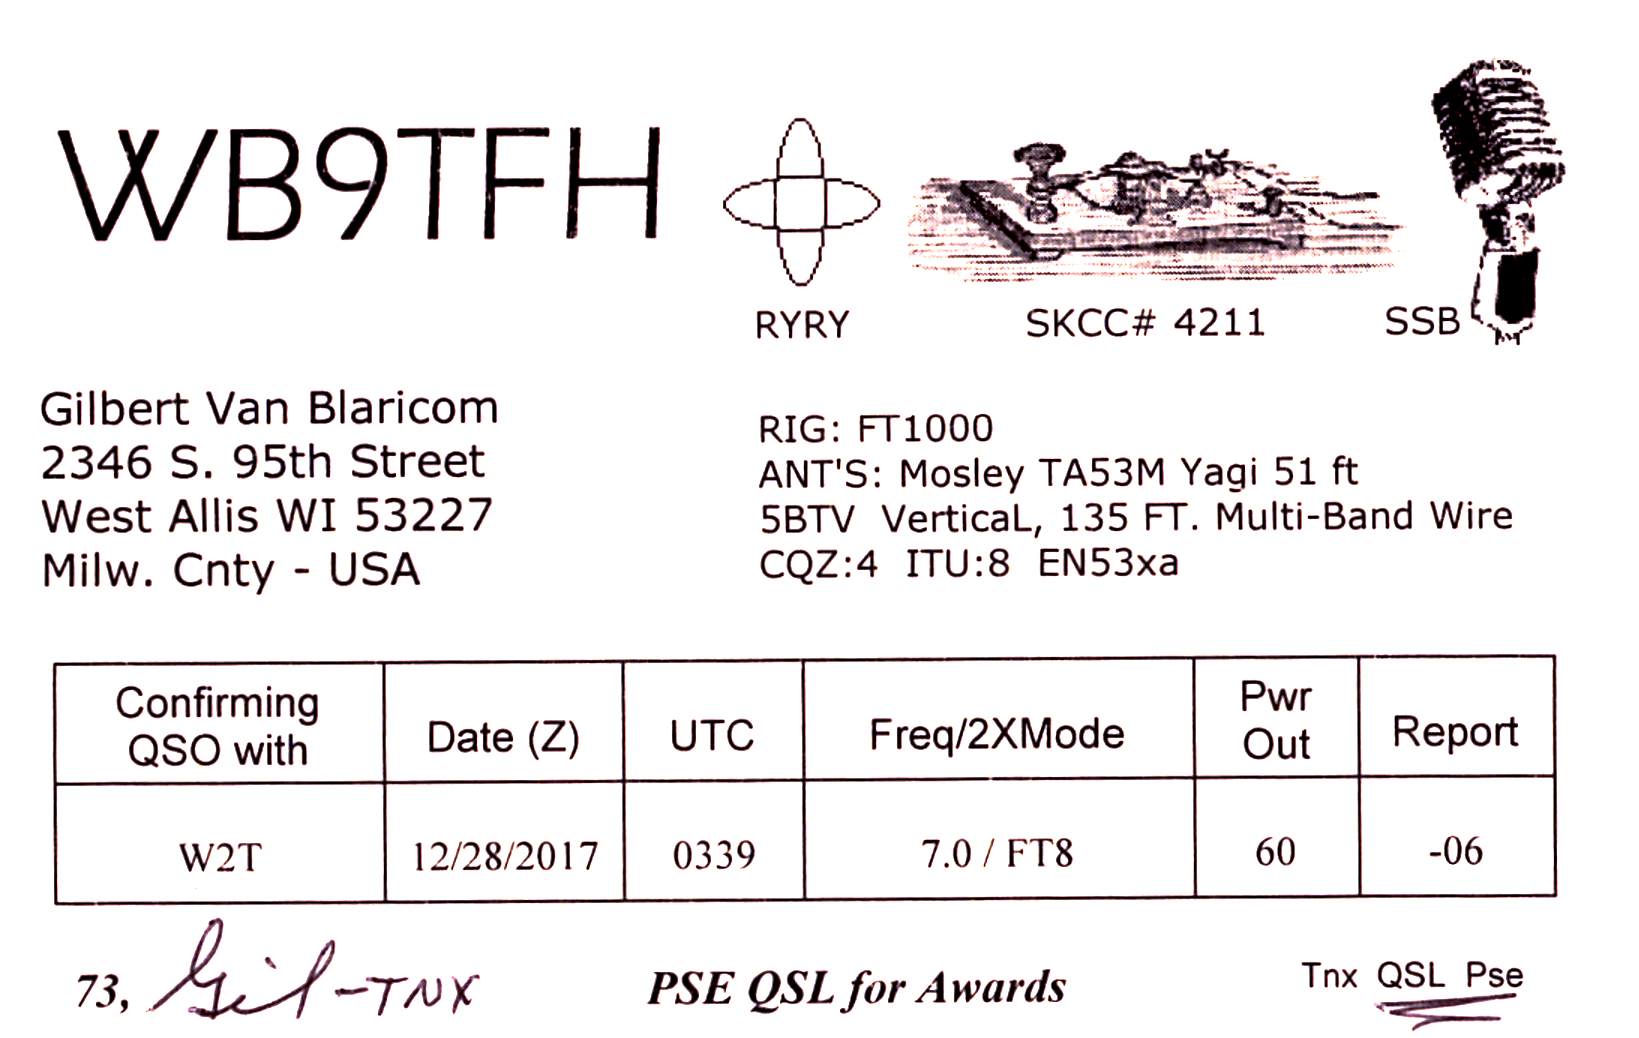 WB9TFH
RYRY
SKCC# 4211
SSB
Gilbert Van Blaricom
2346 S. 95th Street
West Allis WI 53227
Milw. Cnty - USA
RIG: FT1000
ANT'S: Mosley TA53M Yagi 51 ft
5BTV VerticaL, 135 FT. Multi-Band Wire
CQZ:4 ITU:8 EN53xa
Confirming QSO with Date (Z) UTC Freq/2XMode Pwr Out Report
W2T 12/28/2017 0339 7.0 / FT8 60 -06
73, Gil - TNX
PSE QSL for Awards
Tnx QSL Pse